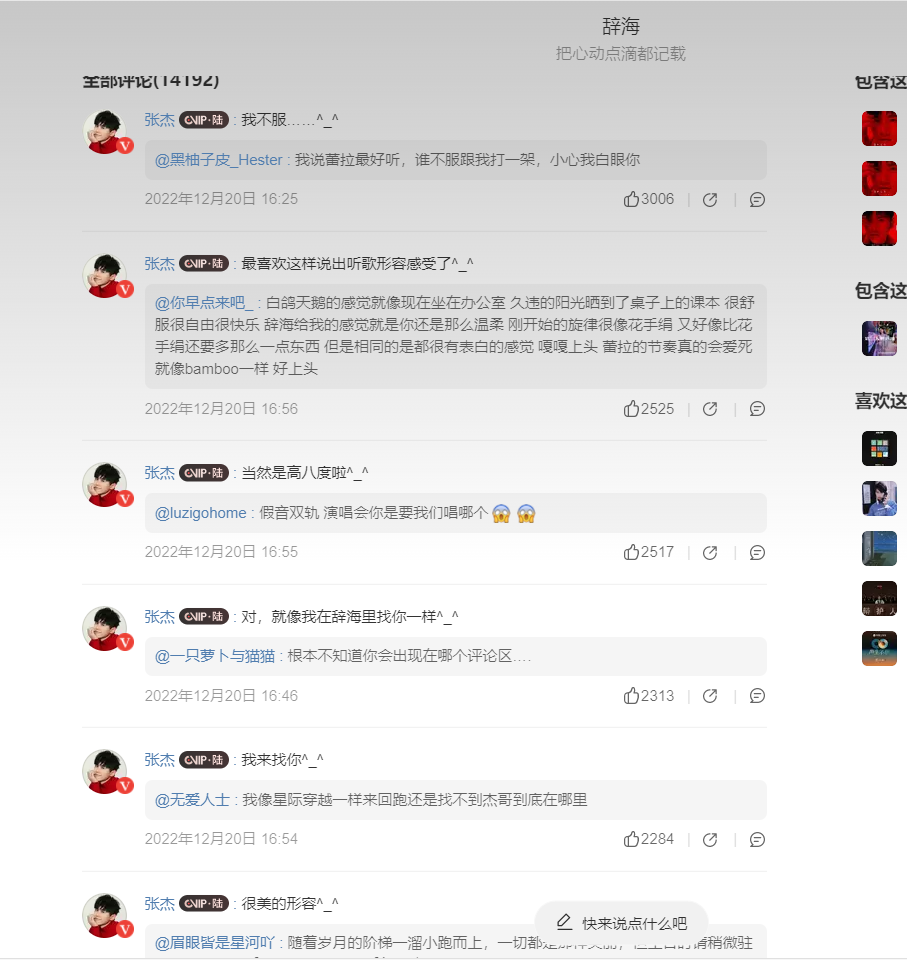 辞海
把心动点滴都记载
全部评论(14192)
张杰 VIP·陆 : 我不服……^_^
@黑柚子皮_Hester : 我说蕾拉最好听，谁不服跟我打一架，小心我白眼你
2022年12月20日 16:25 3006
张杰 VIP·陆 : 最喜欢这样说出听歌形容感受了^_^
@你早点来吧_ : 白鸽天鹅的感觉就像现在坐在办公室 久违的阳光晒到了桌子上的课本 很舒
服很自由很快乐 辞海给我的感觉就是你还是那么温柔 刚开始的旋律很像花手绢 又好像比花
手绢还要多那么一点东西 但是相同的是都很有表白的感觉 嘎嘎上头 蕾拉的节奏真的会爱死
就像bamboo一样 好上头
2022年12月20日 16:56 2525
张杰 VIP·陆 : 当然是高八度啦^_^
@luzigohome : 假音双轨 演唱会你是要我们唱哪个😱 😱
2022年12月20日 16:55 2517
张杰 VIP·陆 : 对，就像我在辞海里找你一样^_^
@一只萝卜与猫猫 : 根本不知道你会出现在哪个评论区….
2022年12月20日 16:46 2313
张杰 VIP·陆 : 我来找你^_^
@无爱人士 : 我像星际穿越一样来回跑还是找不到杰哥到底在哪里
2022年12月20日 16:54 2284
张杰 VIP·陆 : 很美的形容^_^
@眉眼皆是星河吖 : 随着岁月的阶梯一溜小跑而上，一切都是那样美丽，
快来说点什么吧
包含这
包含这
喜欢这